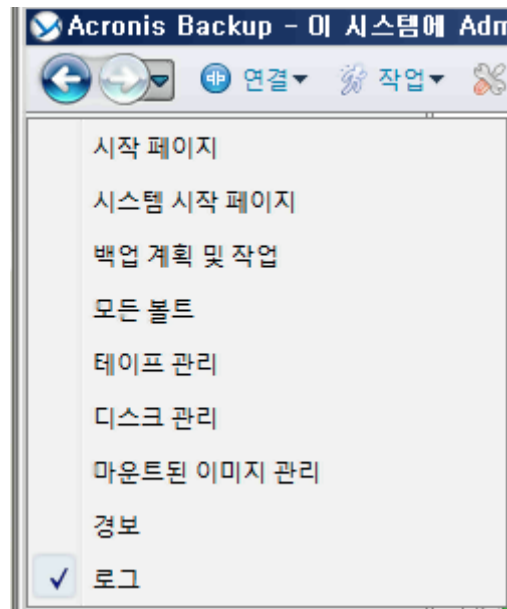 Acronis Backup - 이 시스템에 Adm
연결 작업
시작 페이지
시스템 시작 페이지
백업 계획 및 작업
모든 볼트
테이프 관리
디스크 관리
마운트된 이미지 관리
경보
로그